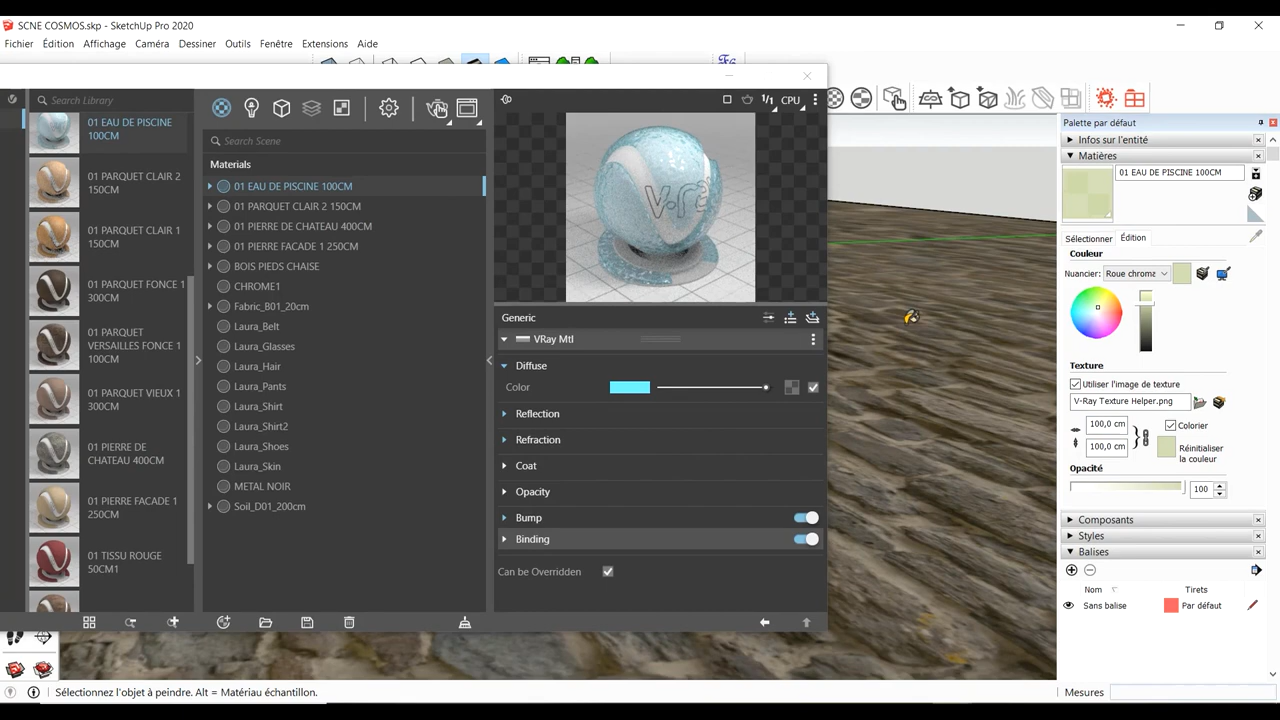 SCNE COSMOS.skp - SketchUp Pro 2020
Fichier Édition Affichage Caméra Dessiner Outils Fenêtre Extensions Aide
Search Library
01 EAU DE PISCINE
100CM
01 PARQUET CLAIR 2
150CM
01 PARQUET CLAIR 1
150CM
01 PARQUET FONCE 1
300CM
01 PARQUET
VERSAILLES FONCE 1
100CM
01 PARQUET VIEUX 1
300CM
01 PIERRE DE
CHATEAU 400CM
01 PIERRE FACADE 1
250CM
01 TISSU ROUGE
50CM1
Search Scene
Materials
01 EAU DE PISCINE 100CM
01 PARQUET CLAIR 2 150CM
01 PIERRE DE CHATEAU 400CM
01 PIERRE FACADE 1 250CM
BOIS PIEDS CHAISE
CHROME1
Fabric_B01_20cm
Laura_Belt
Laura_Glasses
Laura_Hair
Laura_Pants
Laura_Shirt
Laura_Shirt2
Laura_Shoes
Laura_Skin
METAL NOIR
Soil_D01_200cm
1/1 CPU
v-ray
Generic
VRay Mtl
Diffuse
Color
Reflection
Refraction
Coat
Opacity
Bump
Binding
Can be Overridden
Palette par défaut
Infos sur l'entité
Matières
01 EAU DE PISCINE 100CM
Sélectionner Édition
Couleur
Nuancier: Roue chroma
Texture
Utiliser l'image de texture
V-Ray Texture Helper.png
100,0 cm
Colorier
100,0 cm
Réinitialiser
la couleur
Opacité
100
Composants
Styles
Balises
Nom Tirets
Sans balise Par défaut
Sélectionnez l'objet à peindre. Alt = Matériau échantillon.
Mesures